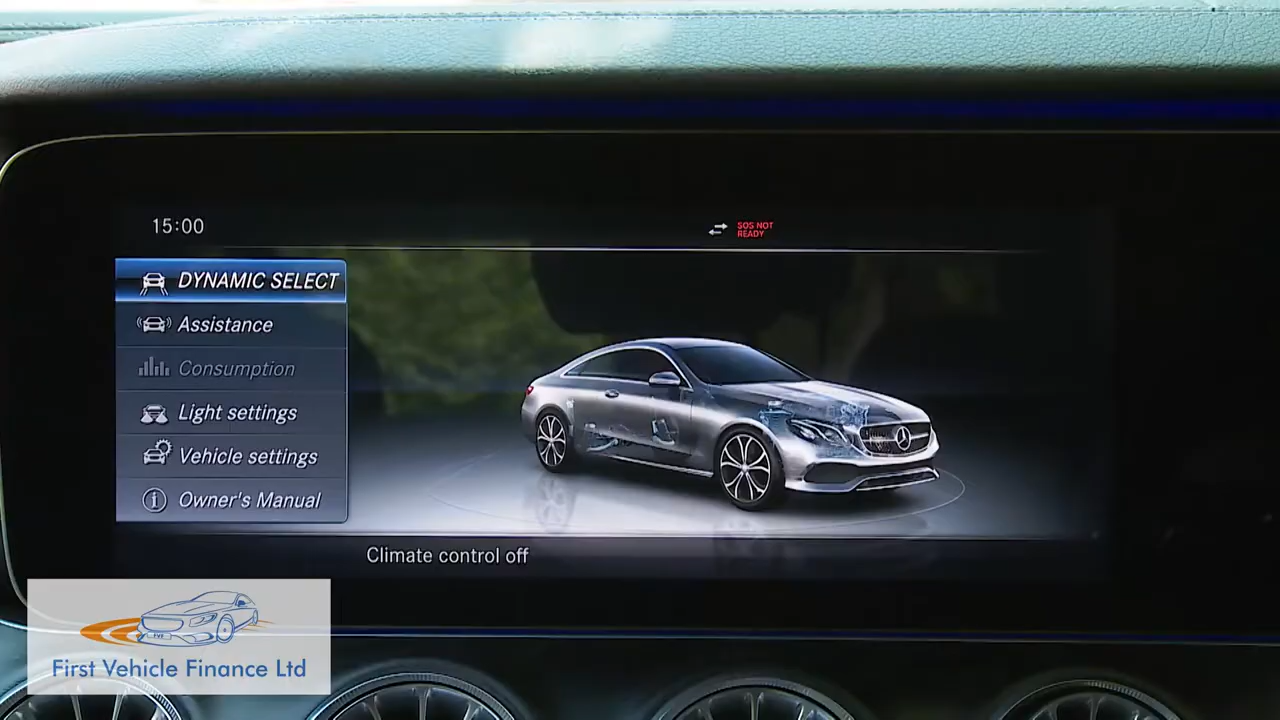 15:00
SOS NOT
READY
DYNAMIC SELECT
Assistance
Consumption
Light settings
Vehicle settings
Owner's Manual
Climate control off
FVF
First Vehicle Finance Ltd